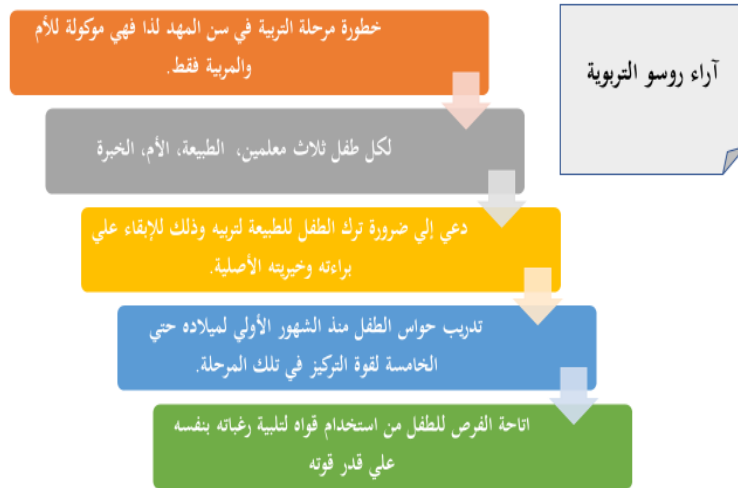 آراء روسو التربوية
خطورة مرحلة التربية في سن المهد لذا فهي موكولة للأم
والمربية فقط.
لكل طفل ثلاث معلمين، الطبيعة، الأم، الخبرة
دعي إلي ضرورة ترك الطفل للطبيعة لتربيه وذلك للإبقاء علي
براءته وخيريته الأصلية.
تدريب حواس الطفل منذ الشهور الأولي لميلاده حتي
الخامسة لقوة التركيز في تلك المرحلة.
اتاحة الفرص للطفل من استخدام قواه لتلبية رغباته بنفسه
علي قدر قوته